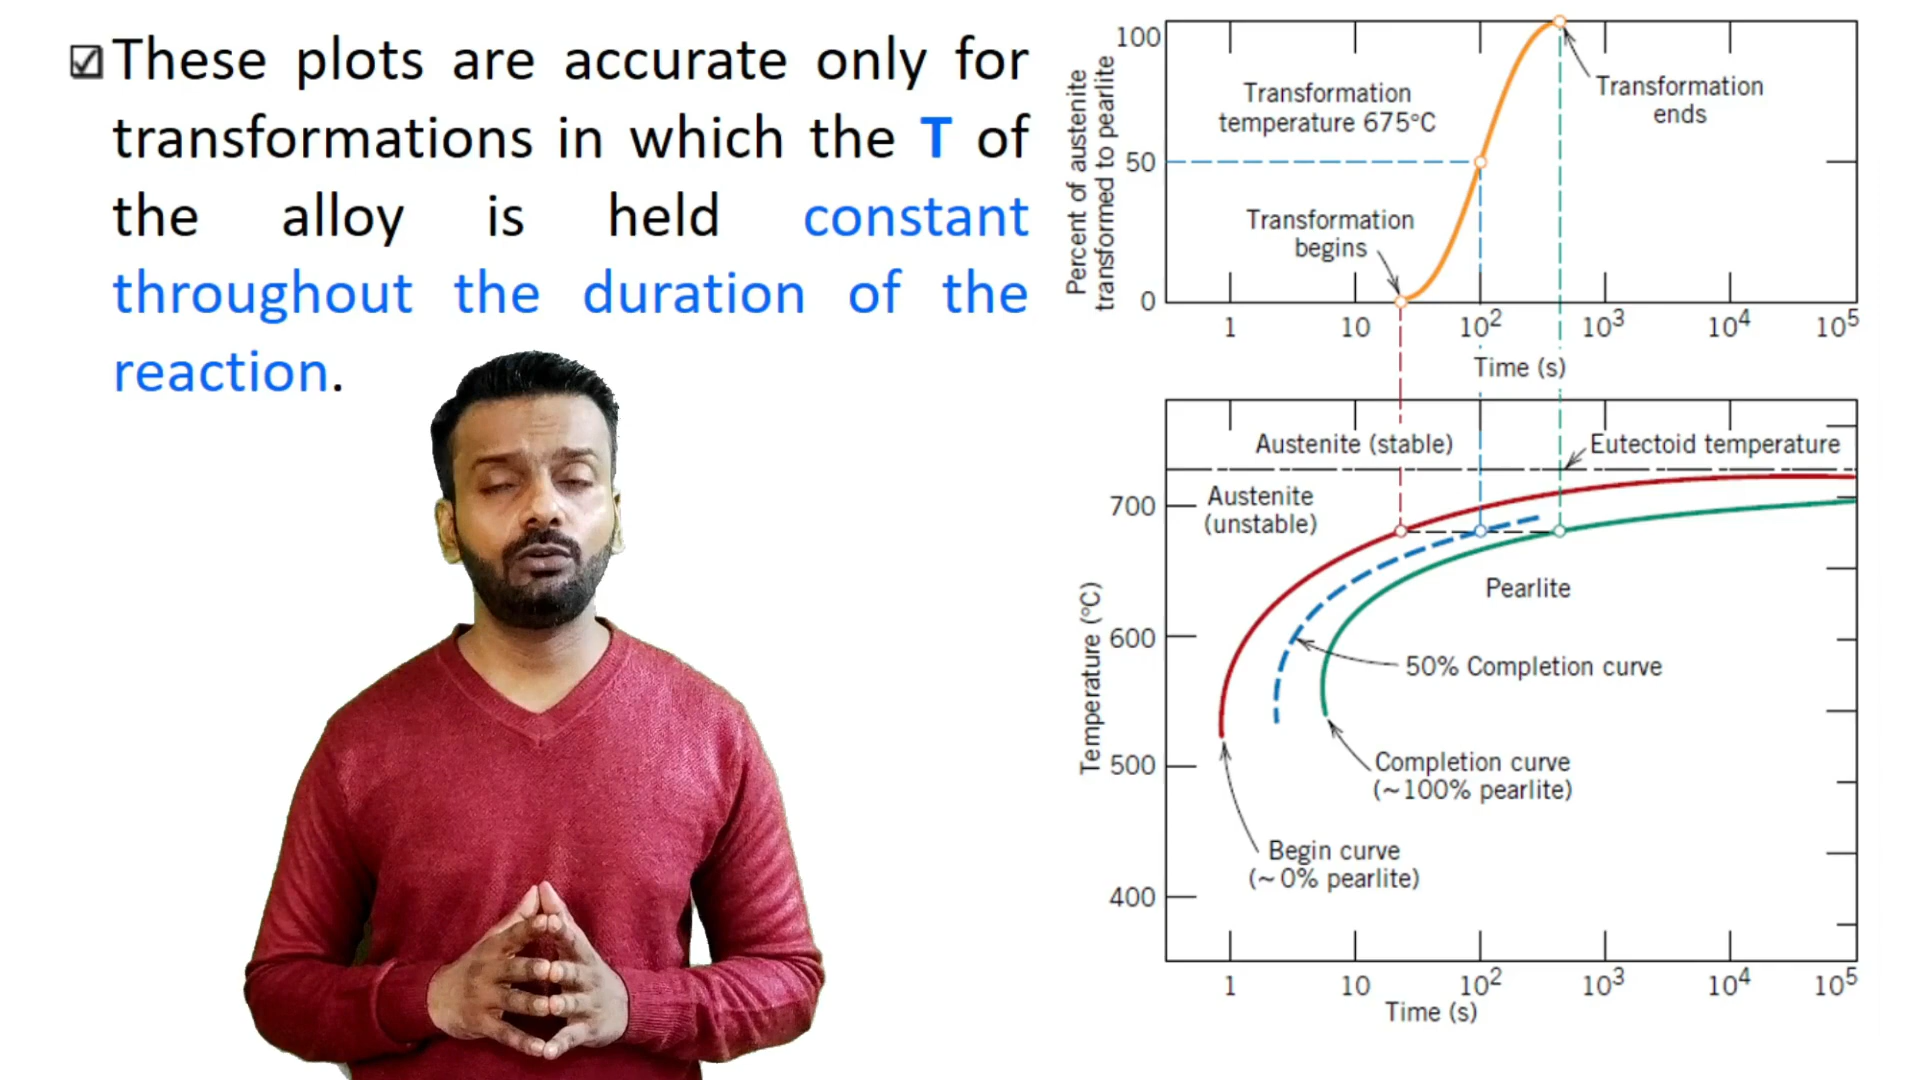 These plots are accurate only for
transformations in which the T of
the alloy is held constant
throughout the duration of the
reaction.
Percent of austenite
transformed to pearlite
100
50
0
Transformation
temperature 675°C
Transformation
ends
Transformation
begins
1 10 10² 10³ 10⁴ 10⁵
Time (s)
Austenite (stable)
Eutectoid temperature
Austenite
(unstable)
Pearlite
50% Completion curve
Completion curve
(~100% pearlite)
Begin curve
(~0% pearlite)
Temperature (°C)
700
600
500
400
1 10 10² 10³ 10⁴ 10⁵
Time (s)